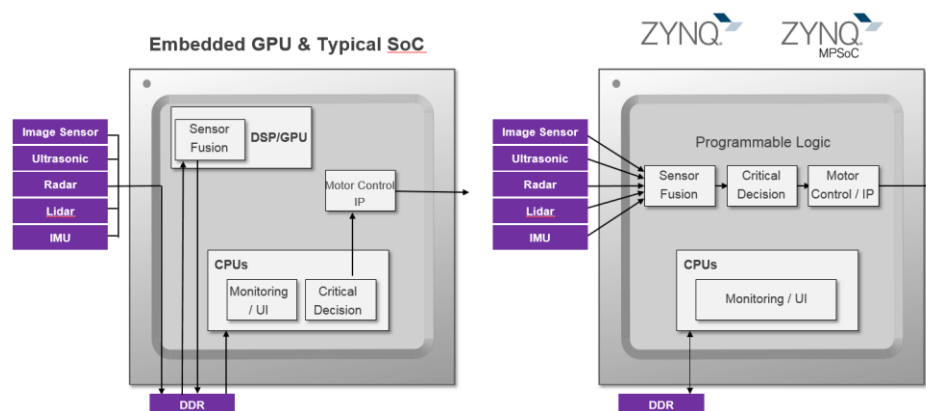 Embedded GPU & Typical SoC
Image Sensor
Ultrasonic
Radar
Lidar
IMU
Sensor
Fusion
DSP/GPU
Motor Control
IP
CPUs
Monitoring
/ UI
Critical
Decision
DDR
ZYNQ
ZYNQ
MPSoC
Image Sensor
Ultrasonic
Radar
Lidar
IMU
Programmable Logic
Sensor
Fusion
Critical
Decision
Motor
Control / IP
CPUs
Monitoring / UI
DDR